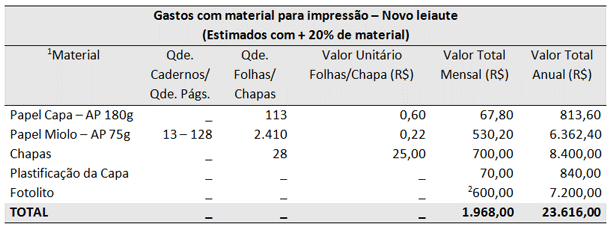 Gastos com material para impressão – Novo leiaute
(Estimados com + 20% de material)
¹Material Qde. Cadernos/ Qde. Págs. Qde. Folhas/ Chapas Valor Unitário Folhas/Chapa (R$) Valor Total Mensal (R$) Valor Total Anual (R$)
Papel Capa – AP 180g _ 113 0,60 67,80 813,60
Papel Miolo – AP 75g 13 – 128 2.410 0,22 530,20 6.362,40
Chapas _ 28 25,00 700,00 8.400,00
Plastificação da Capa _ _ _ 70,00 840,00
Fotolito _ _ _ ²600,00 7.200,00
TOTAL _ _ _ 1.968,00 23.616,00